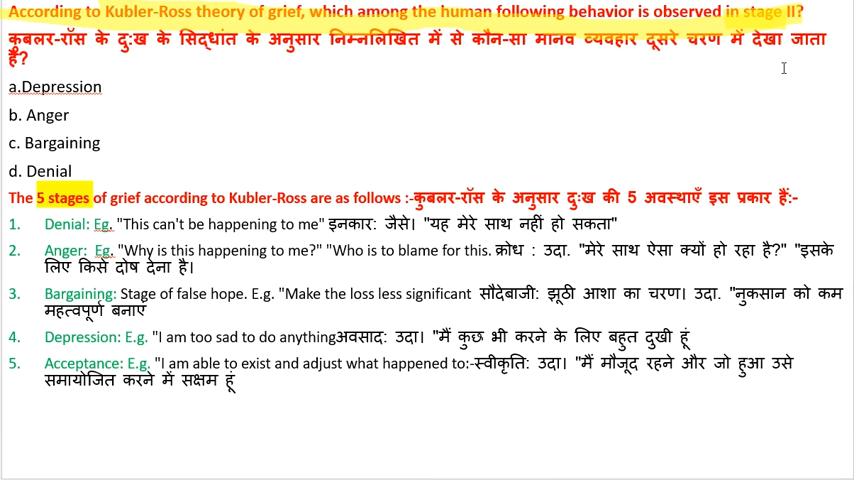 According to Kubler-Ross theory of grief, which among the human following behavior is observed in stage II?
कुबलर-रॉस के दुःख के सिद्धांत के अनुसार निम्नलिखित में से कौन-सा मानव व्यवहार दूसरे चरण में देखा जाता
है?
a.Depression
b. Anger
c. Bargaining
d. Denial
The 5 stages of grief according to Kubler-Ross are as follows :-कुबलर-रॉस के अनुसार दुःख की 5 अवस्थाएँ इस प्रकार हैं:-
1. Denial: Eg. "This can't be happening to me" इनकार: जैसे। "यह मेरे साथ नहीं हो सकता"
2. Anger: Eg. "Why is this happening to me?" "Who is to blame for this. क्रोध : उदा. "मेरे साथ ऐसा क्यों हो रहा है?" "इसके
लिए किसे दोष देना है।
3. Bargaining: Stage of false hope. E.g. "Make the loss less significant सौदेबाजी: झूठी आशा का चरण। उदा. "नुकसान को कम
महत्वपूर्ण बनाएं
4. Depression: E.g. "I am too sad to do anythingअवसाद: उदा। "मैं कुछ भी करने के लिए बहुत दुखी हूं
5. Acceptance: E.g. "I am able to exist and adjust what happened to:-स्वीकृति: उदा। "मैं मौजूद रहने और जो हुआ उसे
समायोजित करने में सक्षम हूं